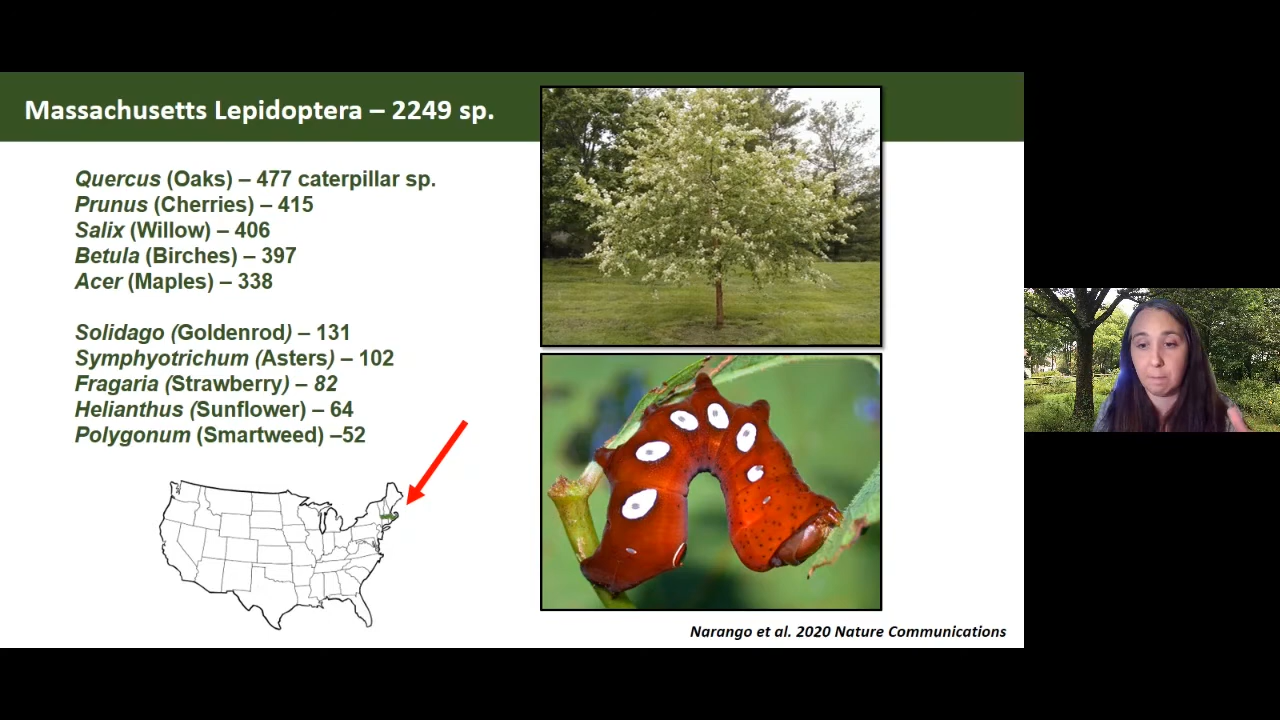 Massachusetts Lepidoptera – 2249 sp.
Quercus (Oaks) – 477 caterpillar sp.
Prunus (Cherries) – 415
Salix (Willow) – 406
Betula (Birches) – 397
Acer (Maples) – 338
Solidago (Goldenrod) – 131
Symphyotrichum (Asters) – 102
Fragaria (Strawberry) – 82
Helianthus (Sunflower) – 64
Polygonum (Smartweed) –52
Narango et al. 2020 Nature Communications